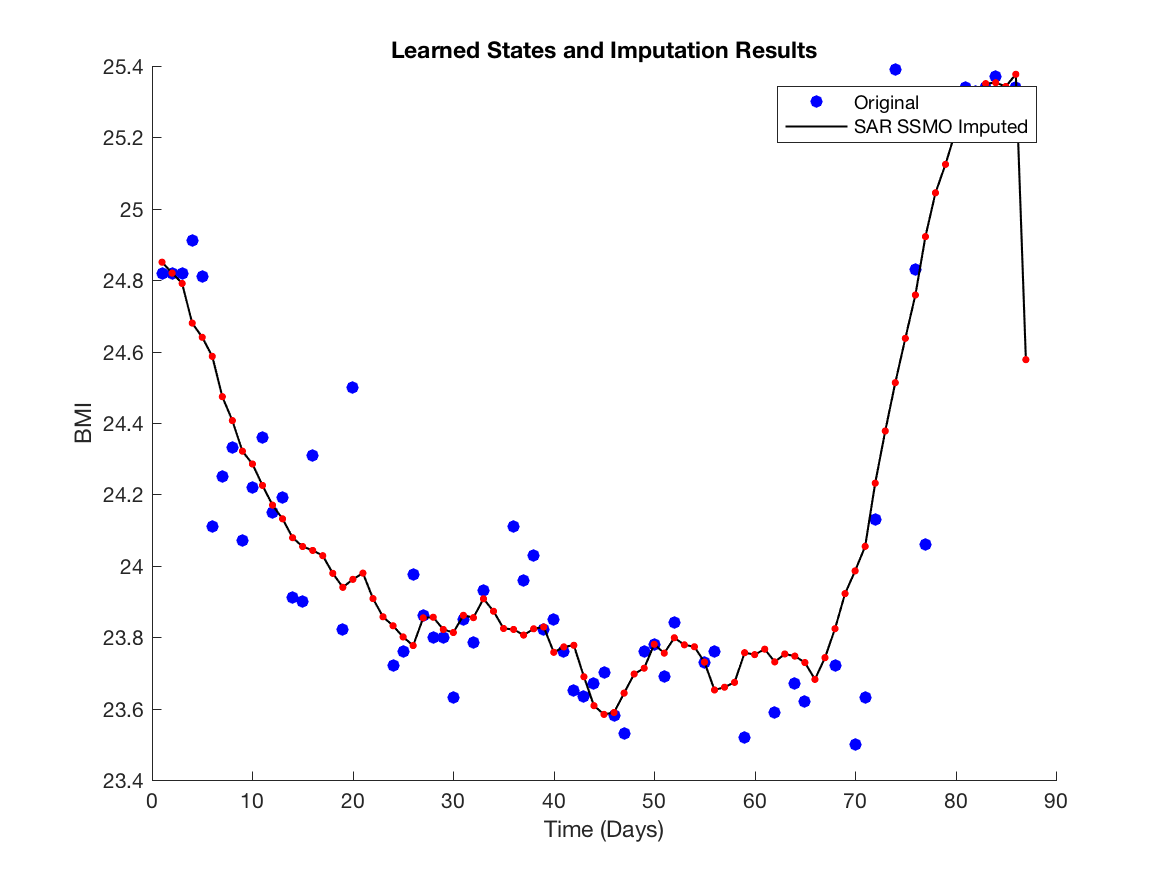 Learned States and Imputation Results
25.4
25.2
25
24.8
24.6
24.4
24.2
24
23.8
23.6
23.4
BMI
Original
SAR SSMO Imputed
0 10 20 30 40 50 60 70 80 90
Time (Days)